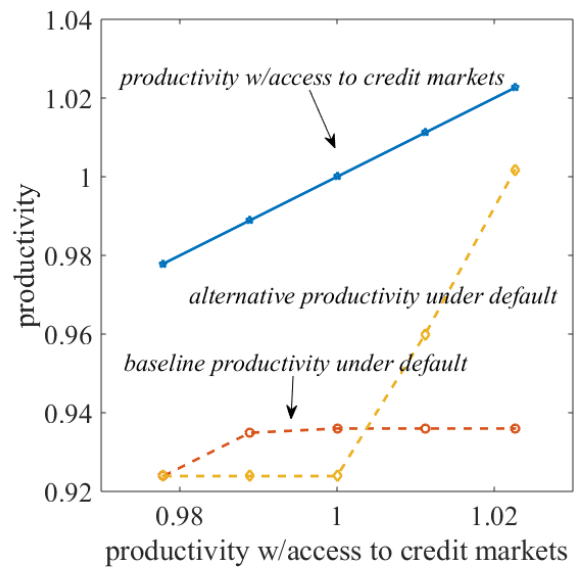 1.04
productivity w/access to credit markets
1.02
1
productivity
0.98
alternative productivity under default
0.96
baseline productivity under default
0.94
0.92
0.98 1 1.02
productivity w/access to credit markets